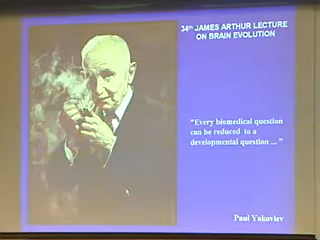 34th JAMES ARTHUR LECTURE
ON BRAIN EVOLUTION
"Every biomedical question
can be reduced to a
developmental question ... "
Paul Yakovlev